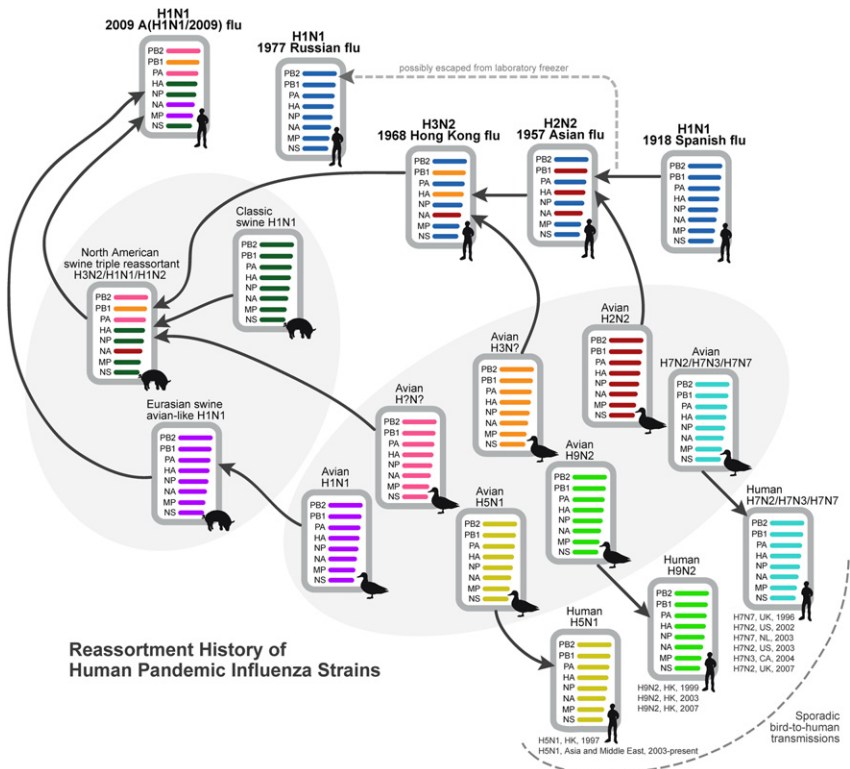 H1N1
2009 A(H1N1/2009) flu
PB2
PB1
PA
HA
NP
NA
MP
NS
H1N1
1977 Russian flu
PB2
PB1
PA
HA
NP
NA
MP
NS
possibly escaped from laboratory freezer
H3N2
1968 Hong Kong flu
PB2
PB1
PA
HA
NP
NA
MP
NS
H2N2
1957 Asian flu
PB2
PB1
PA
HA
NP
NA
MP
NS
H1N1
1918 Spanish flu
PB2
PB1
PA
HA
NP
NA
MP
NS
Classic
swine H1N1
PB2
PB1
PA
HA
NP
NA
MP
NS
North American
swine triple reassortant
H3N2/H1N1/H1N2
PB2
PB1
PA
HA
NP
NA
MP
NS
Eurasian swine
avian-like H1N1
PB2
PB1
PA
HA
NP
NA
MP
NS
Avian
H1N1
PB2
PB1
PA
HA
NP
NA
MP
NS
Avian
H?N?
PB2
PB1
PA
HA
NP
NA
MP
NS
Avian
H3N?
PB2
PB1
PA
HA
NP
NA
MP
NS
Avian
H2N2
PB2
PB1
PA
HA
NP
NA
MP
NS
Avian
H7N2/H7N3/H7N7
PB2
PB1
PA
HA
NP
NA
MP
NS
Avian
H9N2
PB2
PB1
PA
HA
NP
NA
MP
NS
Avian
H5N1
PB2
PB1
PA
HA
NP
NA
MP
NS
Human
H7N2/H7N3/H7N7
PB2
PB1
PA
HA
NP
NA
MP
NS
H7N7, UK, 1996
H7N2, US, 2002
H7N7, NL, 2003
H7N2, US, 2003
H7N3, CA, 2004
H7N2, UK, 2007
Human
H9N2
PB2
PB1
PA
HA
NP
NA
MP
NS
H9N2, HK, 1999
H9N2, HK, 2003
H9N2, HK, 2007
Human
H5N1
PB2
PB1
PA
HA
NP
NA
MP
NS
H5N1, HK, 1997
H5N1, Asia and Middle East, 2003-present
Reassortment History of
Human Pandemic Influenza Strains
Sporadic
bird-to-human
transmissions